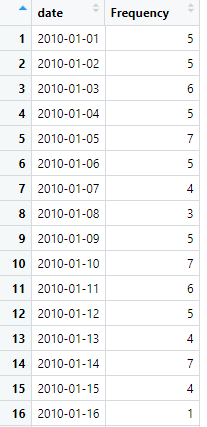 date Frequency
1 2010-01-01 5
2 2010-01-02 5
3 2010-01-03 6
4 2010-01-04 5
5 2010-01-05 7
6 2010-01-06 5
7 2010-01-07 4
8 2010-01-08 3
9 2010-01-09 5
10 2010-01-10 7
11 2010-01-11 6
12 2010-01-12 5
13 2010-01-13 4
14 2010-01-14 7
15 2010-01-15 4
16 2010-01-16 1